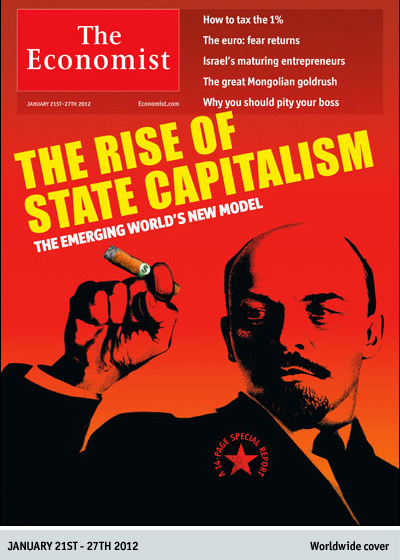 The
Economist
JANUARY 21ST-27TH 2012
Economist.com
How to tax the 1%
The euro: fear returns
Israel's maturing entrepreneurs
The great Mongolian goldrush
Why you should pity your boss
THE RISE OF
STATE CAPITALISM
THE EMERGING WORLD'S NEW MODEL
$
A 14-PAGE SPECIAL REPORT
JANUARY 21ST - 27TH 2012
Worldwide cover